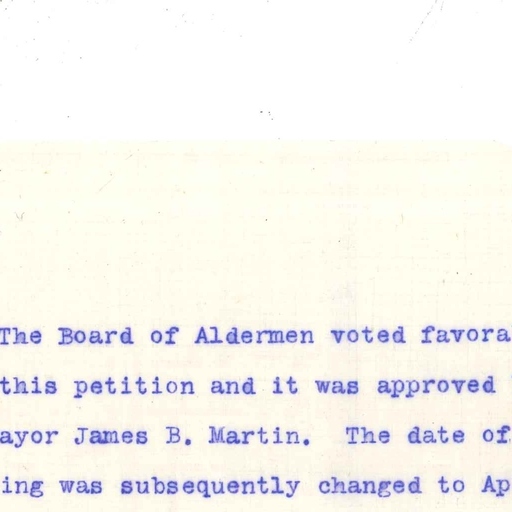 The Board of Aldermen voted favora
this petition and it was approved
ayor James B. Martin. The date of
ing was subsequently changed to Ap